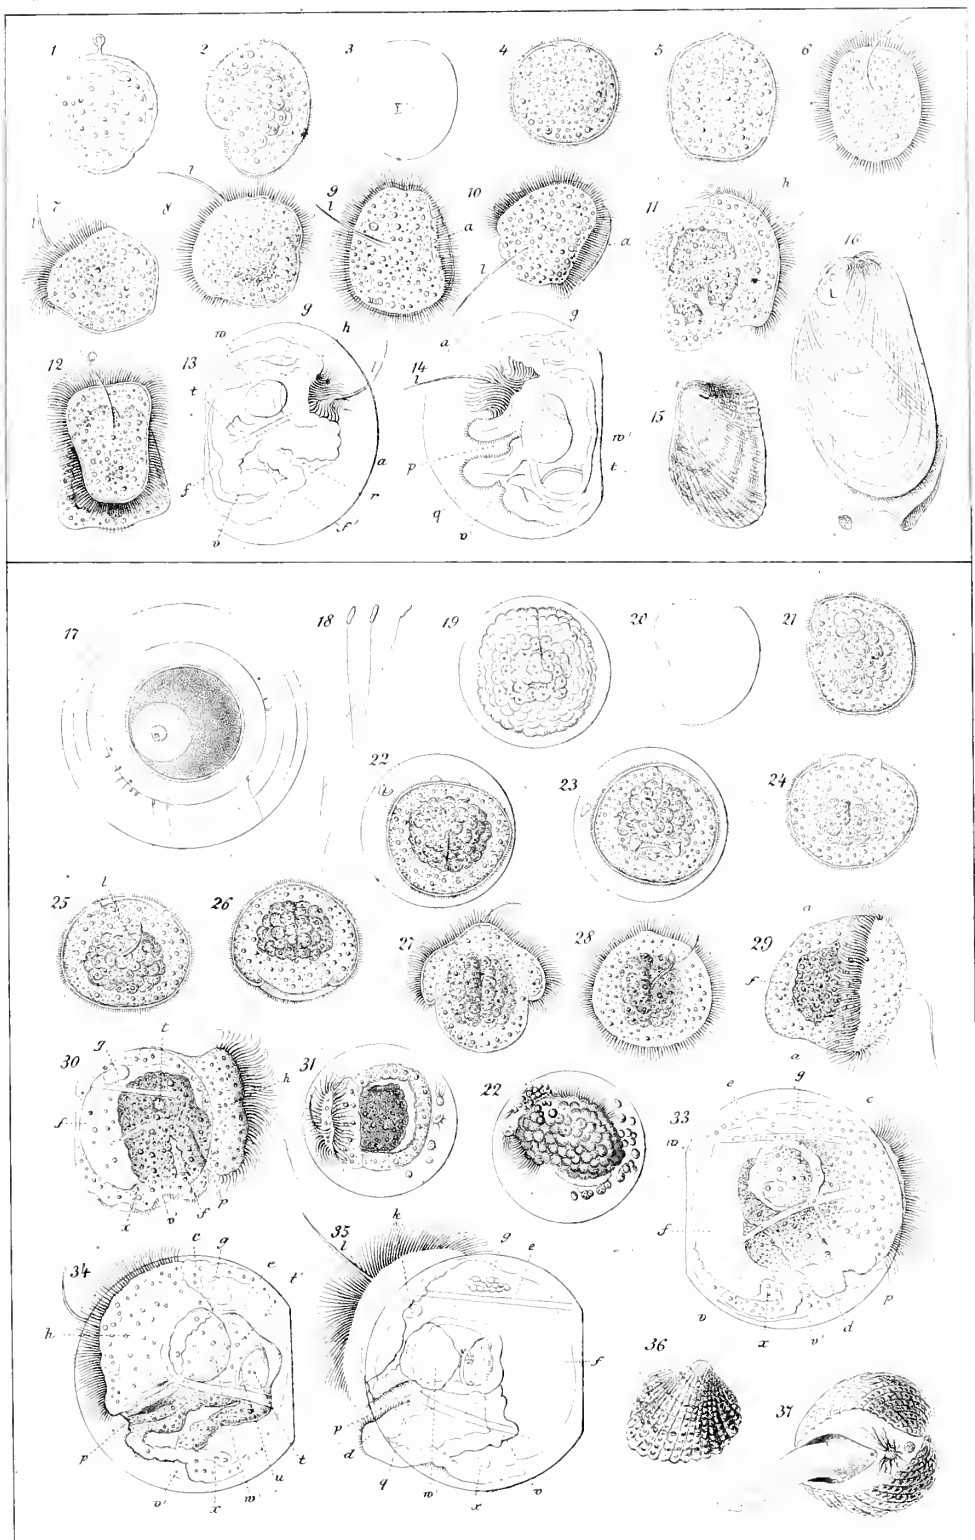 1 2 3 4 5 6
7 l 8 l 9 l a 10 l a 11 h 16
12 13 w g h l t f v a r f' 14 a g l p q v' w' t 15
17 18 19 20 21
22 23 24
25 l 26 27 28 29 a f a
30 g t h f x v f p 31 22 33 e g c w f v x v' d p
34 c g e t' h p v' x w u t 35 l k g e f p d q w x v
36 37